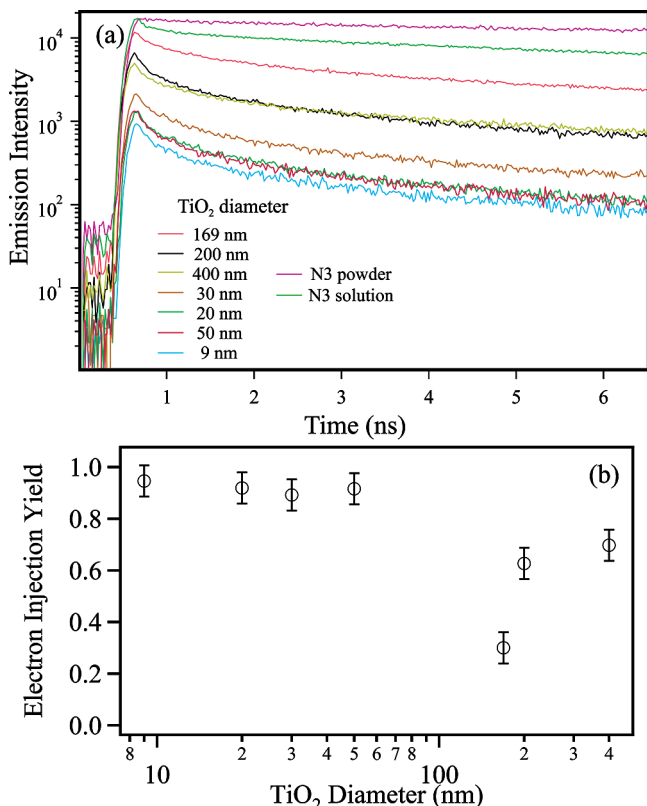 (a)
Emission Intensity
10⁴
10³
10²
10¹
TiO₂ diameter
169 nm
200 nm
400 nm
30 nm
20 nm
50 nm
9 nm
N3 powder
N3 solution
1 2 3 4 5 6
Time (ns)
(b)
Electron Injection Yield
1.0
0.8
0.6
0.4
0.2
0.0
8 2 3 4 5 6 7 8 2 3 4
10 100
TiO₂ Diameter (nm)